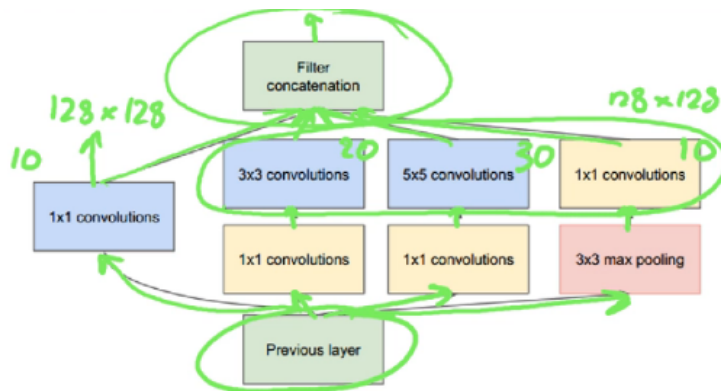 Filter
concatenation
128 x 128
128 x 128
10
20
30
10
3x3 convolutions
5x5 convolutions
1x1 convolutions
1x1 convolutions
1x1 convolutions
1x1 convolutions
3x3 max pooling
Previous layer